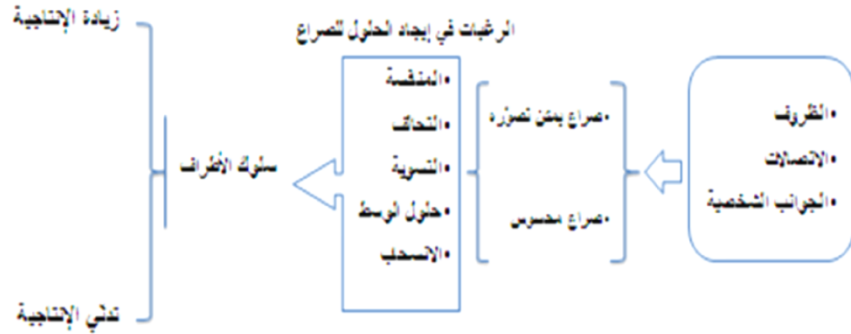 الرغبات في إيجاد الحلول للصراع
•الظروف
•الاتصالات
•الجوانب الشخصية
•صراع يمكن تصوره
•صراع محسوس
•المنافسة
•التحالف
•التسوية
•حلول الوسط
•الانسحاب
سلوك الأطراف
زيادة الإنتاجية
تدني الإنتاجية